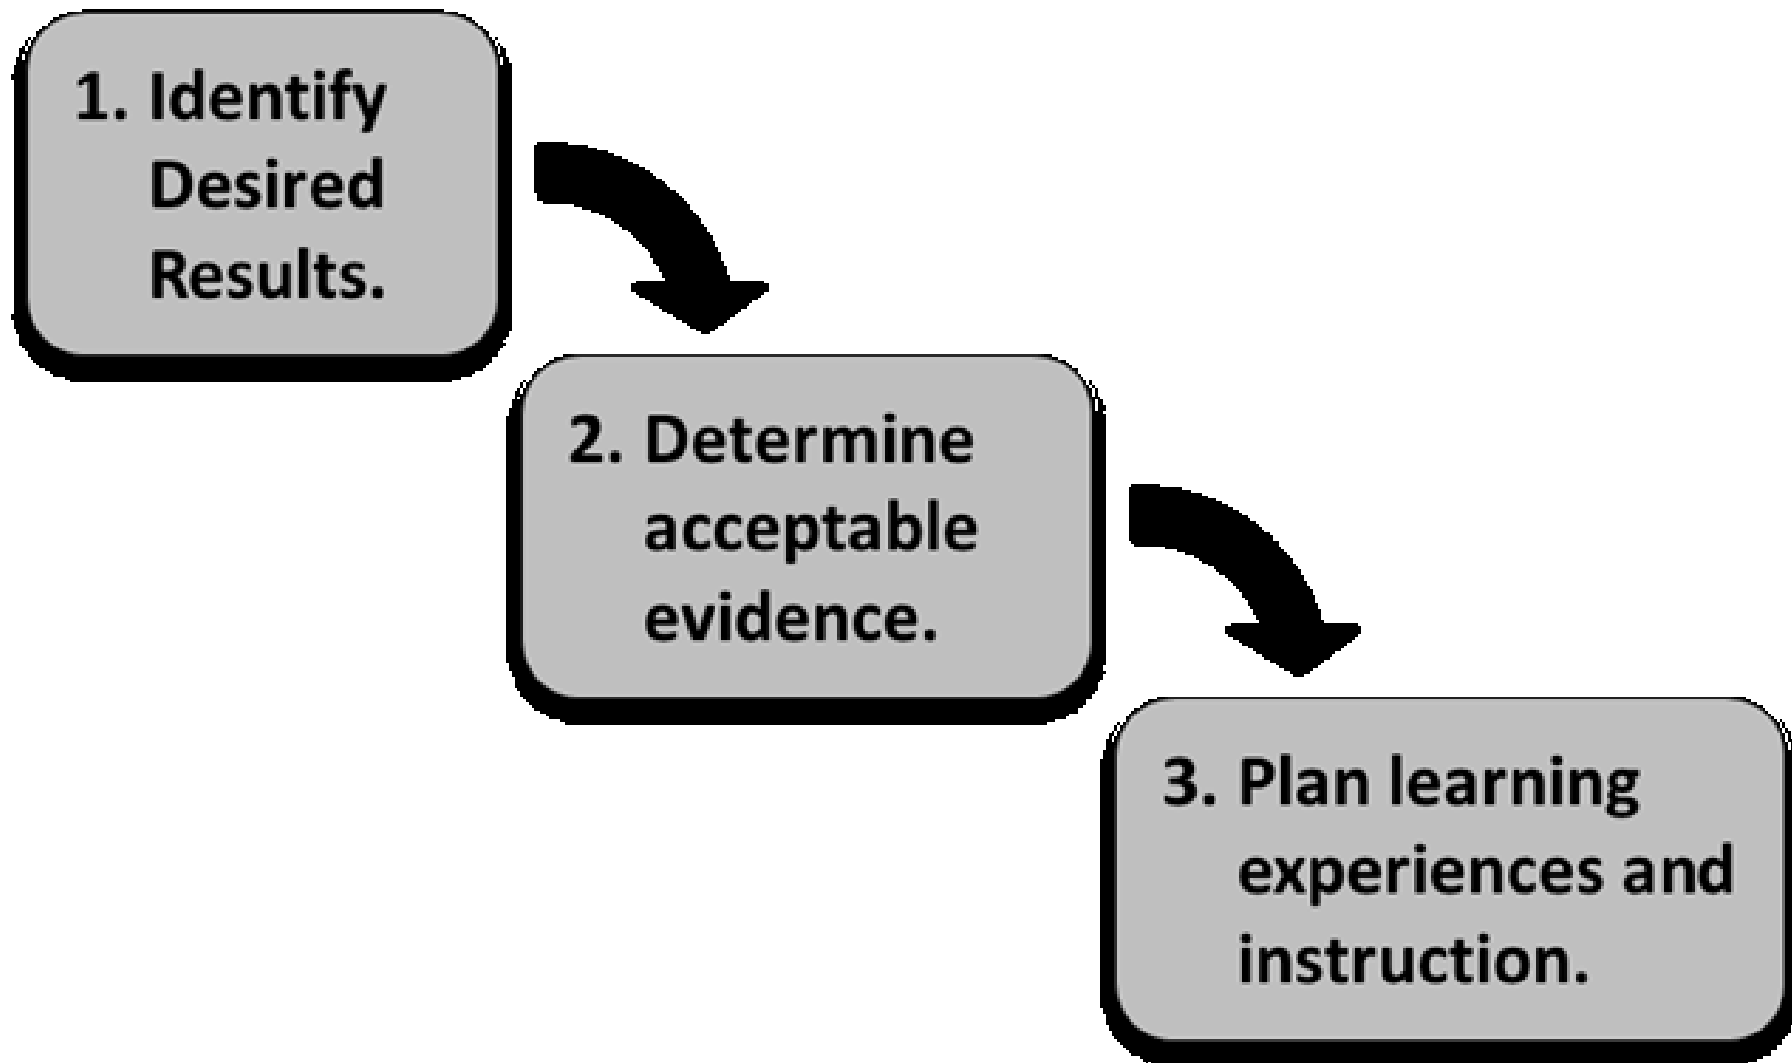 1. Identify
Desired
Results.
2. Determine
acceptable
evidence.
3. Plan learning
experiences and
instruction.